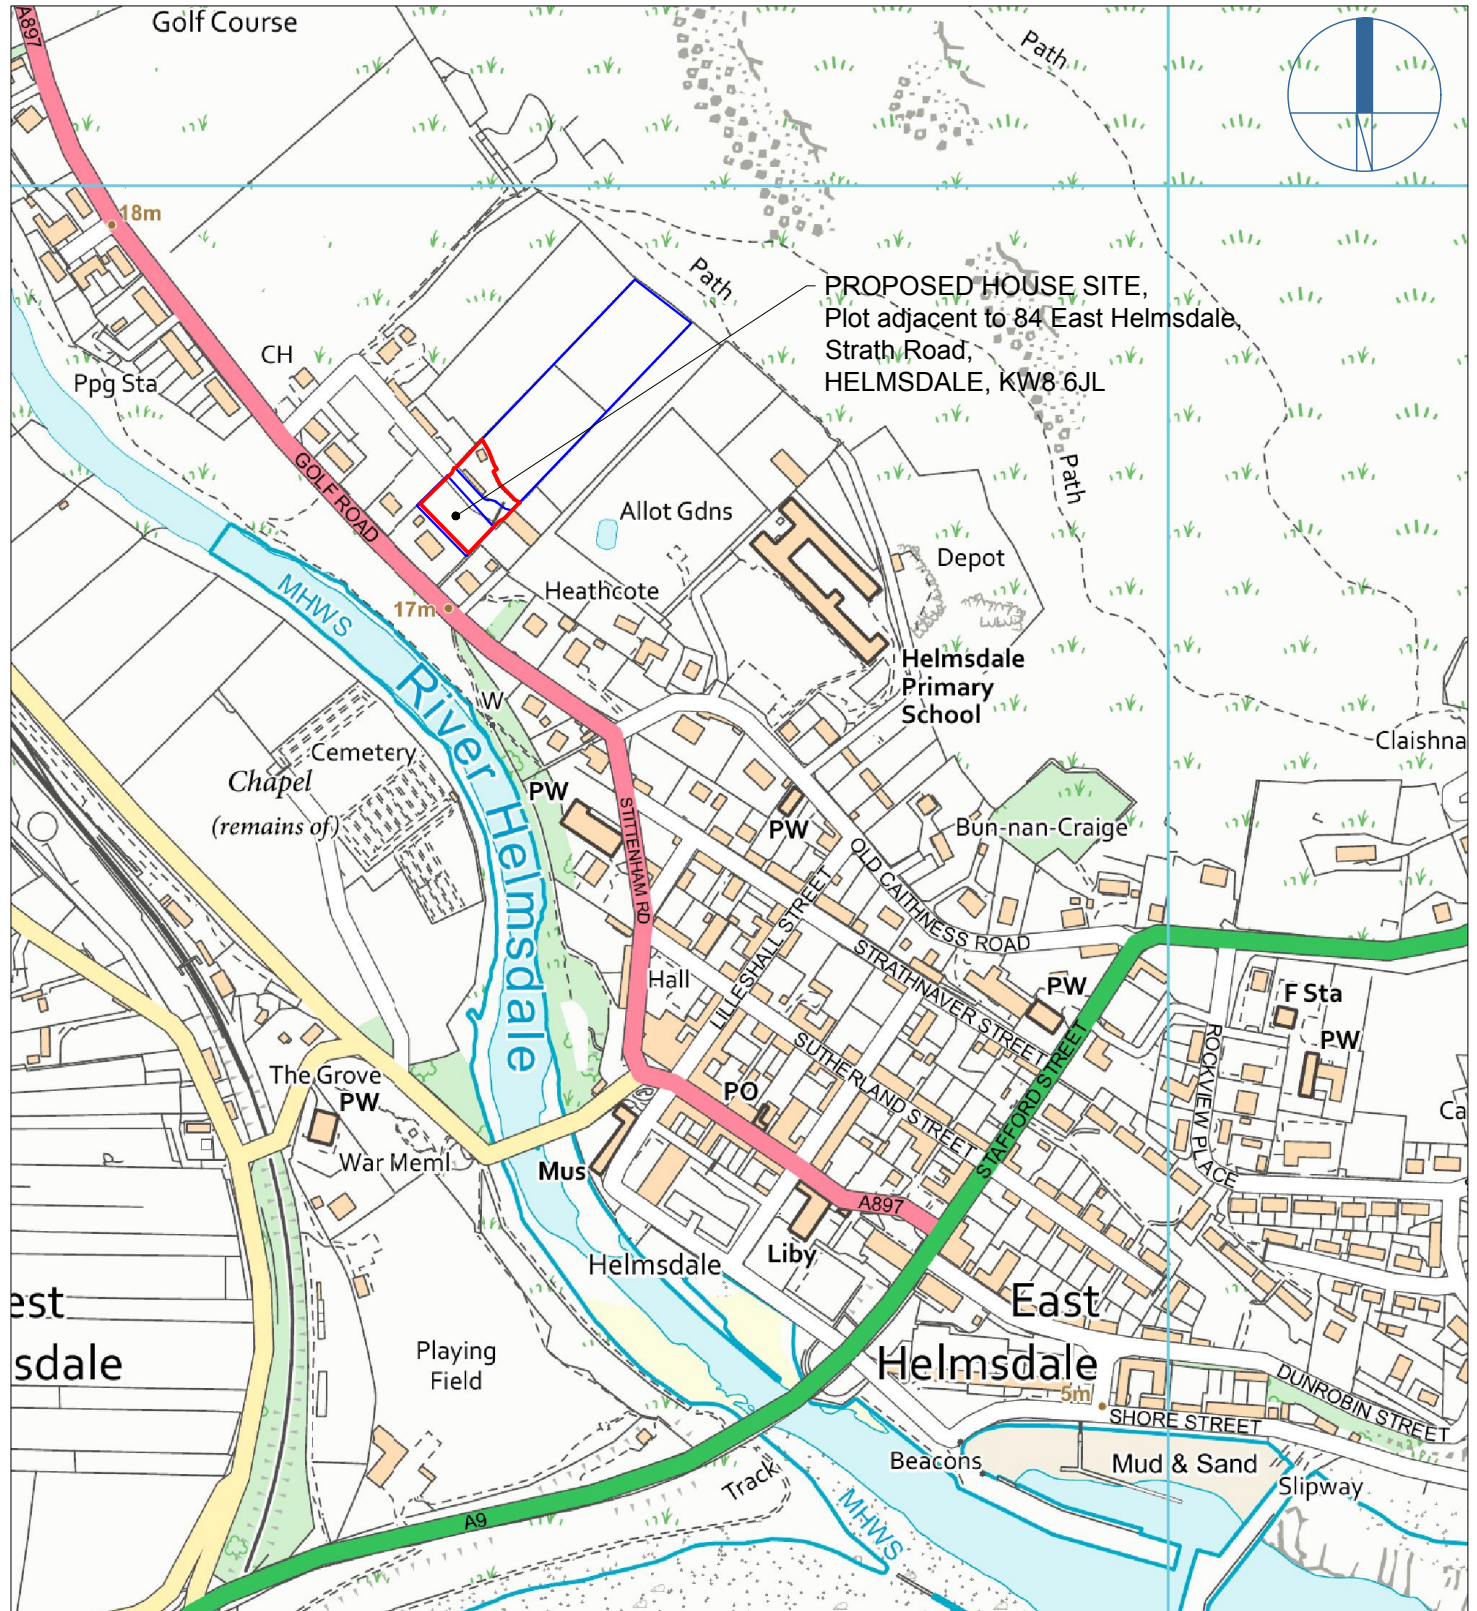 A897
Golf Course
Path
18m
Path
PROPOSED HOUSE SITE,
Plot adjacent to 84 East Helmsdale,
Strath Road,
HELMSDALE, KW8 6JL
CH
Ppg Sta
GOLF ROAD
Path
Allot Gdns
Depot
MHWS
17m
Heathcote
Helmsdale
Primary
School
W
River Helmsdale
Cemetery
Chapel
(remains of)
Claishna
PW
STITTENHAM RD
PW
Bun-nan-Craige
OLD CAITHNESS ROAD
LILLESHALL STREET
STRATHNAVER STREET
Hall
PW
F Sta
PW
ROCKVIEW PLACE
SUTHERLAND STREET
STAFFORD STREET
The Grove
PW
PO
Ca
War Meml
Mus
A897
Liby
Helmsdale
est
sdale
East
Helmsdale
Playing
Field
5m
SHORE STREET
DUNROBIN STREET
Beacons
Mud & Sand
Slipway
Track
MHWS
A9